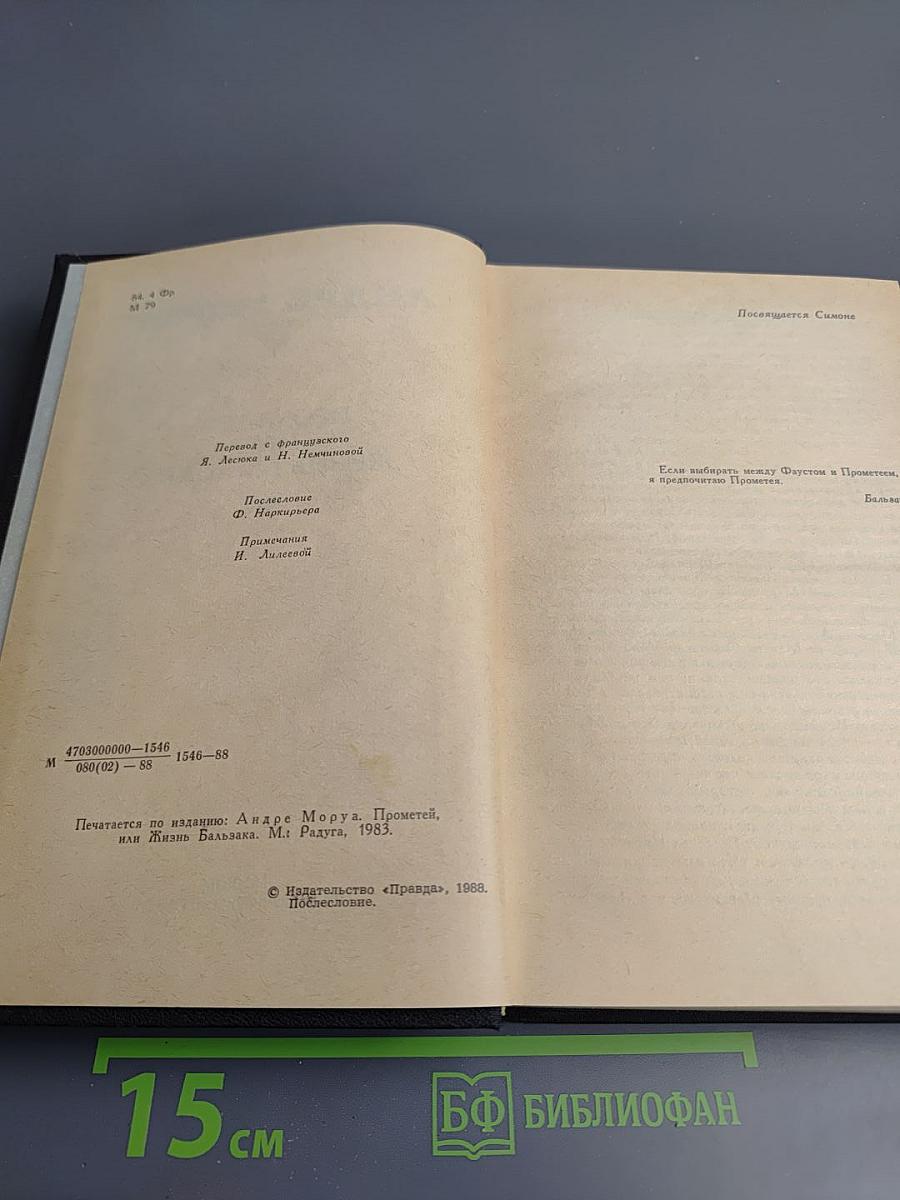 84. 4 Фр
М 79
Перевод с французского
Я. Лесюка и Н. Немчиновой
Послесловие
Ф. Наркирьера
Примечания
И. Лилеевой
М 4703000000—1546
080(02) — 88
1546—88
Печатается по изданию: Андре Моруа. Прометей,
или Жизнь Бальзака. М.: Радуга, 1983.
© Издательство «Правда», 1988.
Послесловие.
Посвящается Симоне
Если выбирать между Фаустом и Прометеем,
я предпочитаю Прометея.
Бальза
15 см
БФ БИБЛИОФАН